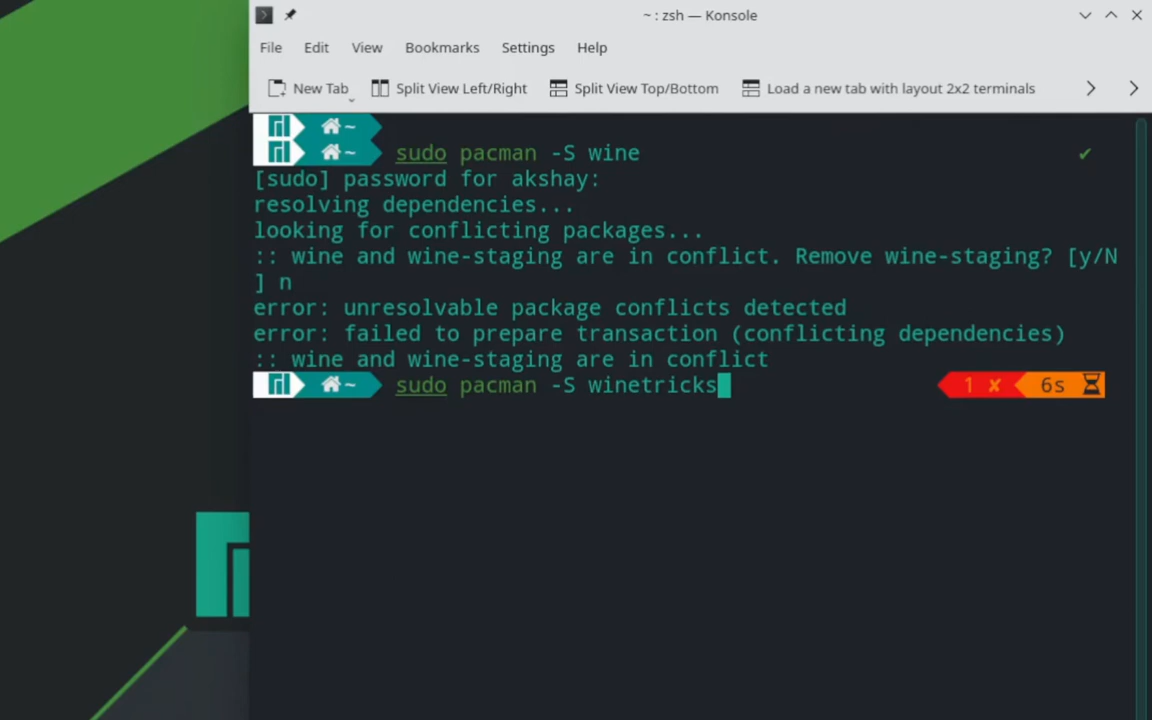 ~ : zsh — Konsole
File Edit View Bookmarks Settings Help
New Tab Split View Left/Right Split View Top/Bottom Load a new tab with layout 2x2 terminals
~
~ sudo pacman -S wine ✔
[sudo] password for akshay:
resolving dependencies...
looking for conflicting packages...
:: wine and wine-staging are in conflict. Remove wine-staging? [y/N
] n
error: unresolvable package conflicts detected
error: failed to prepare transaction (conflicting dependencies)
:: wine and wine-staging are in conflict
~ sudo pacman -S winetricks 1 ✘ 6s